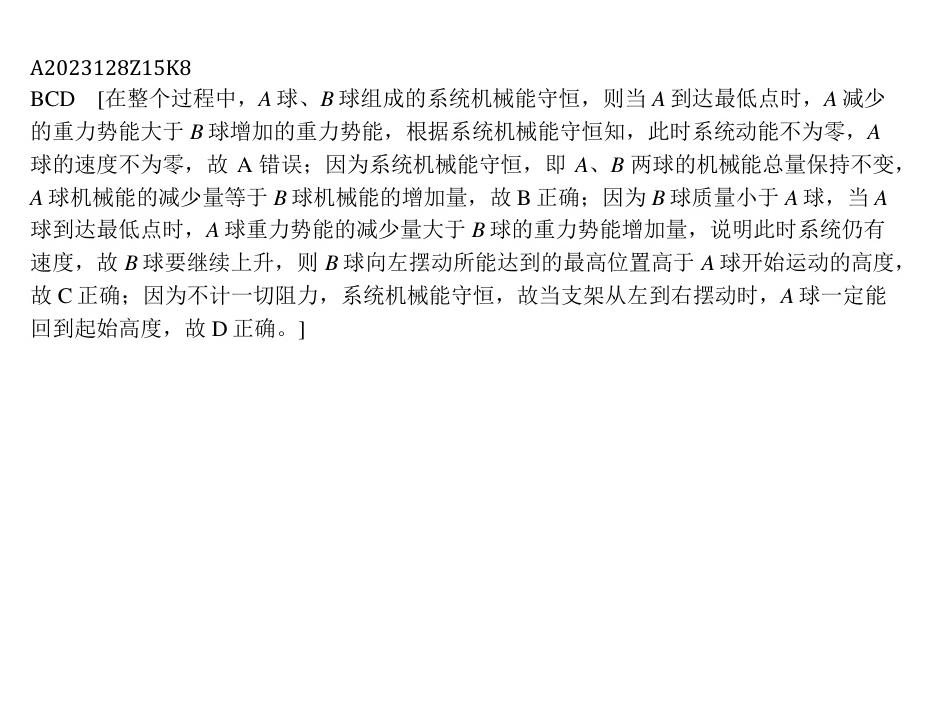 A2023128Z15K8
BCD [在整个过程中，A 球、B 球组成的系统机械能守恒，则当 A 到达最低点时，A 减少
的重力势能大于 B 球增加的重力势能，根据系统机械能守恒知，此时系统动能不为零，A
球的速度不为零，故 A 错误；因为系统机械能守恒，即 A、B 两球的机械能总量保持不变，
A 球机械能的减少量等于 B 球机械能的增加量，故 B 正确；因为 B 球质量小于 A 球，当 A
球到达最低点时，A 球重力势能的减少量大于 B 球的重力势能增加量，说明此时系统仍有
速度，故 B 球要继续上升，则 B 球向左摆动所能达到的最高位置高于 A 球开始运动的高度，
故 C 正确；因为不计一切阻力，系统机械能守恒，故当支架从左到右摆动时，A 球一定能
回到起始高度，故 D 正确。]